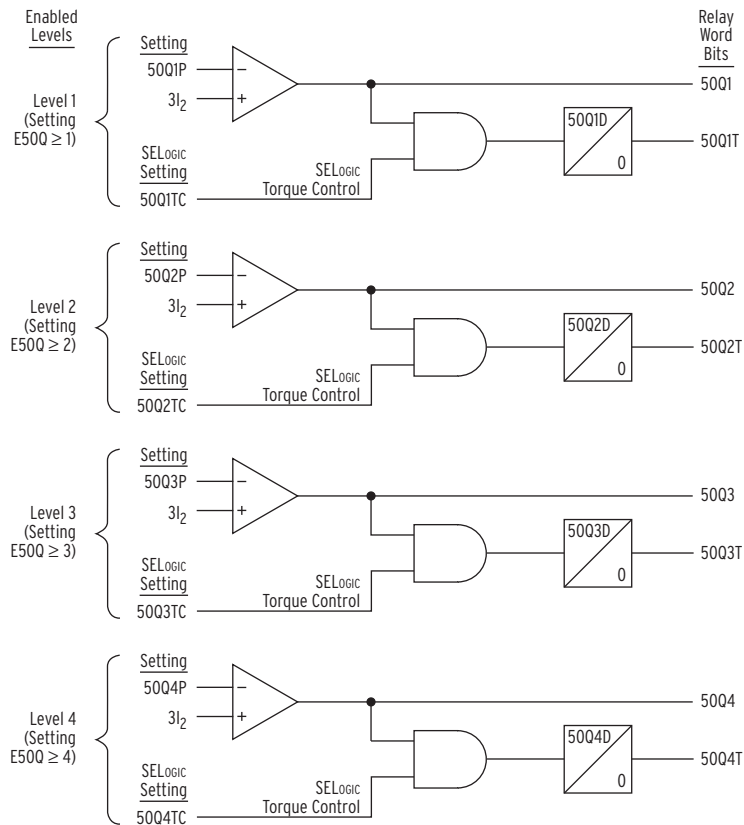 Enabled
Levels
Relay
Word
Bits
Level 1
(Setting
E50Q ≥ 1)
Setting
50Q1P
−
3I2
+
SELOGIC
Setting
50Q1TC
SELOGIC
Torque Control
50Q1D
0
50Q1
50Q1T
Level 2
(Setting
E50Q ≥ 2)
Setting
50Q2P
−
3I2
+
SELOGIC
Setting
50Q2TC
SELOGIC
Torque Control
50Q2D
0
50Q2
50Q2T
Level 3
(Setting
E50Q ≥ 3)
Setting
50Q3P
−
3I2
+
SELOGIC
Setting
50Q3TC
SELOGIC
Torque Control
50Q3D
0
50Q3
50Q3T
Level 4
(Setting
E50Q ≥ 4)
Setting
50Q4P
−
3I2
+
SELOGIC
Setting
50Q4TC
SELOGIC
Torque Control
50Q4D
0
50Q4
50Q4T